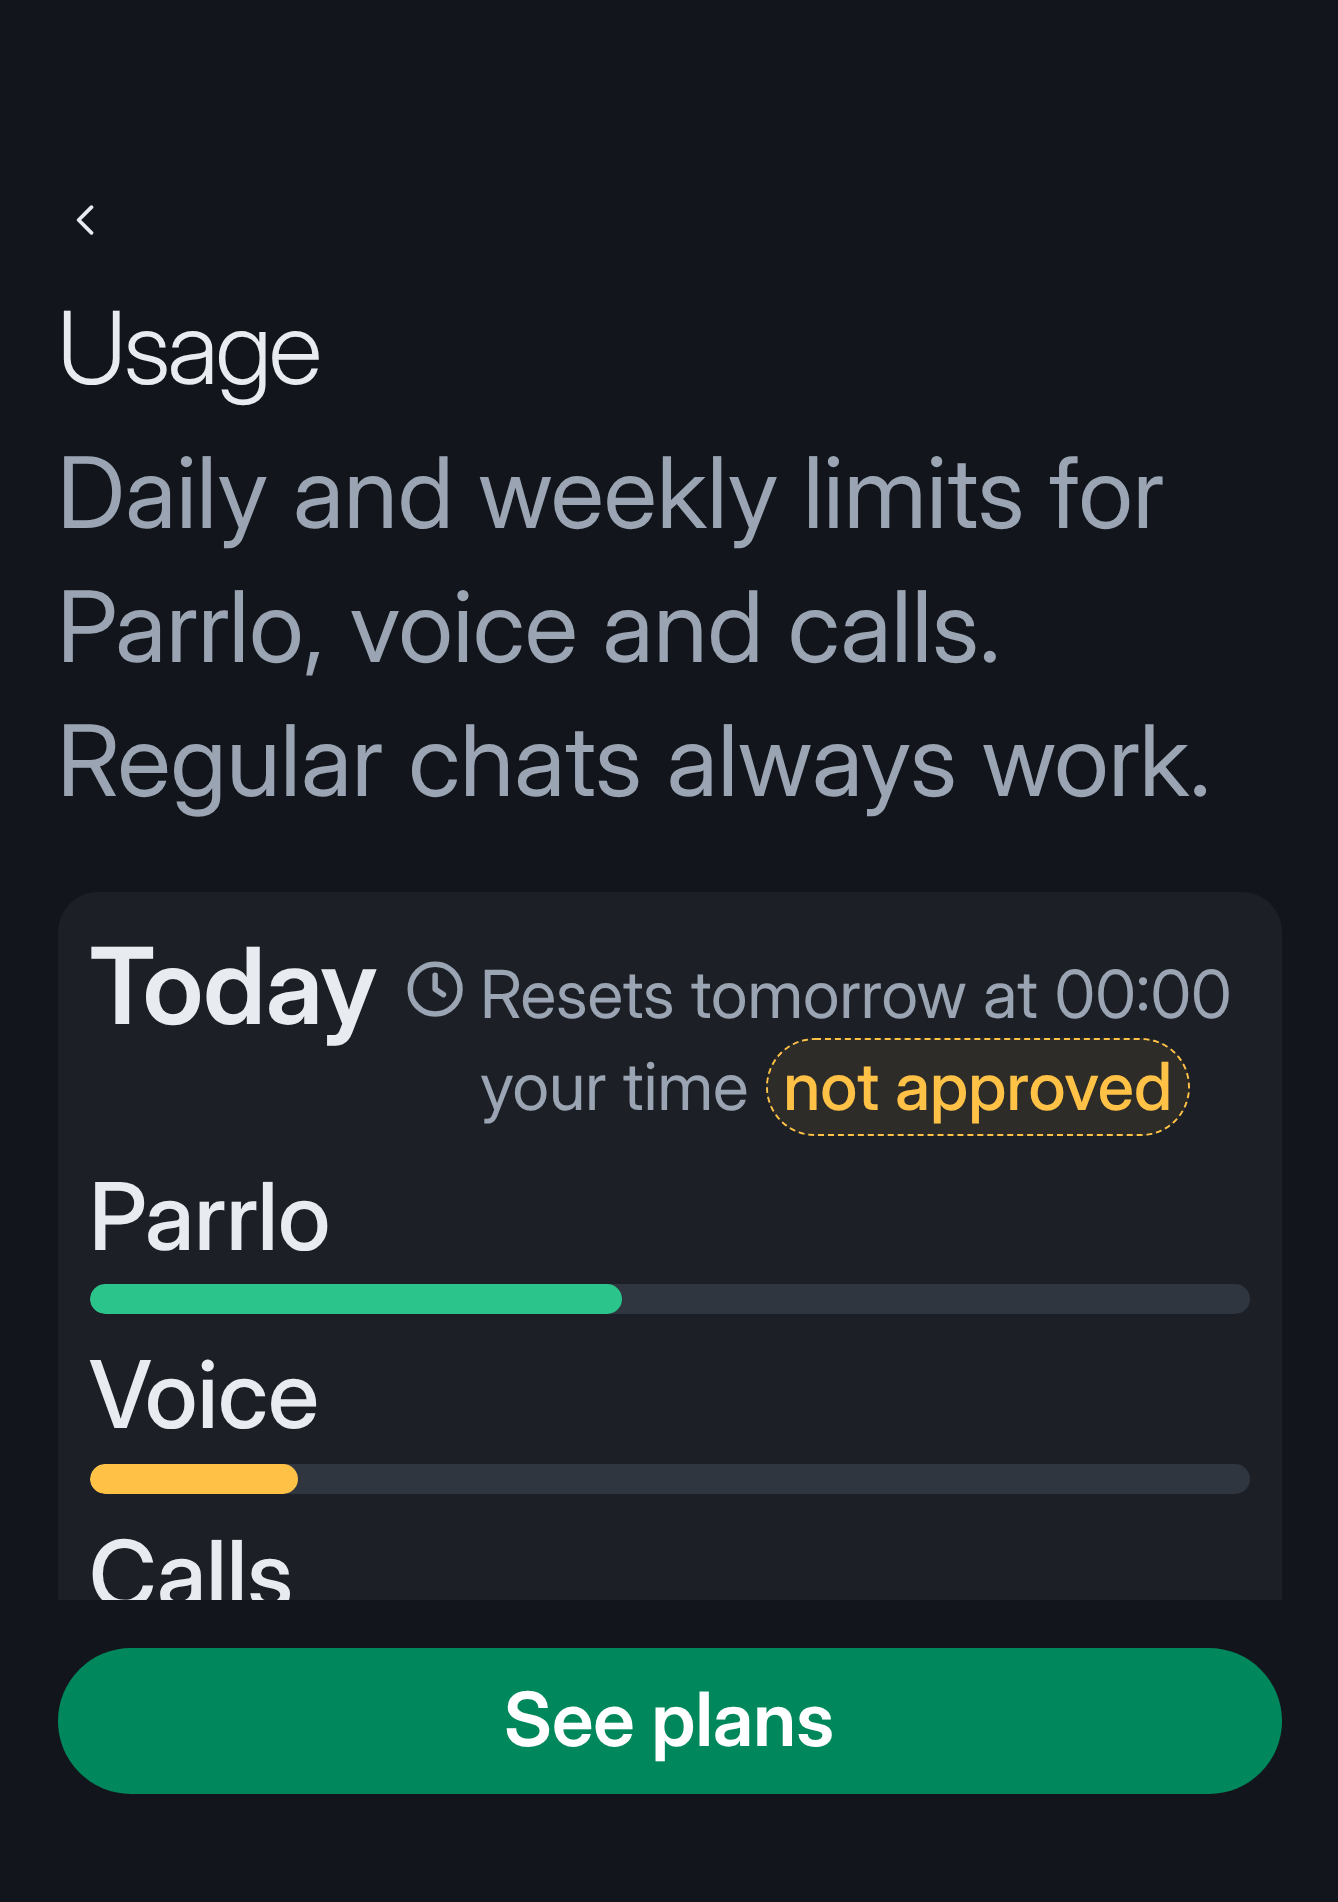 Usage
Daily and weekly limits for
Parrlo, voice and calls.
Regular chats always work.
Today
Resets tomorrow at 00:00
your time not approved
Parrlo
Voice
Calls
See plans